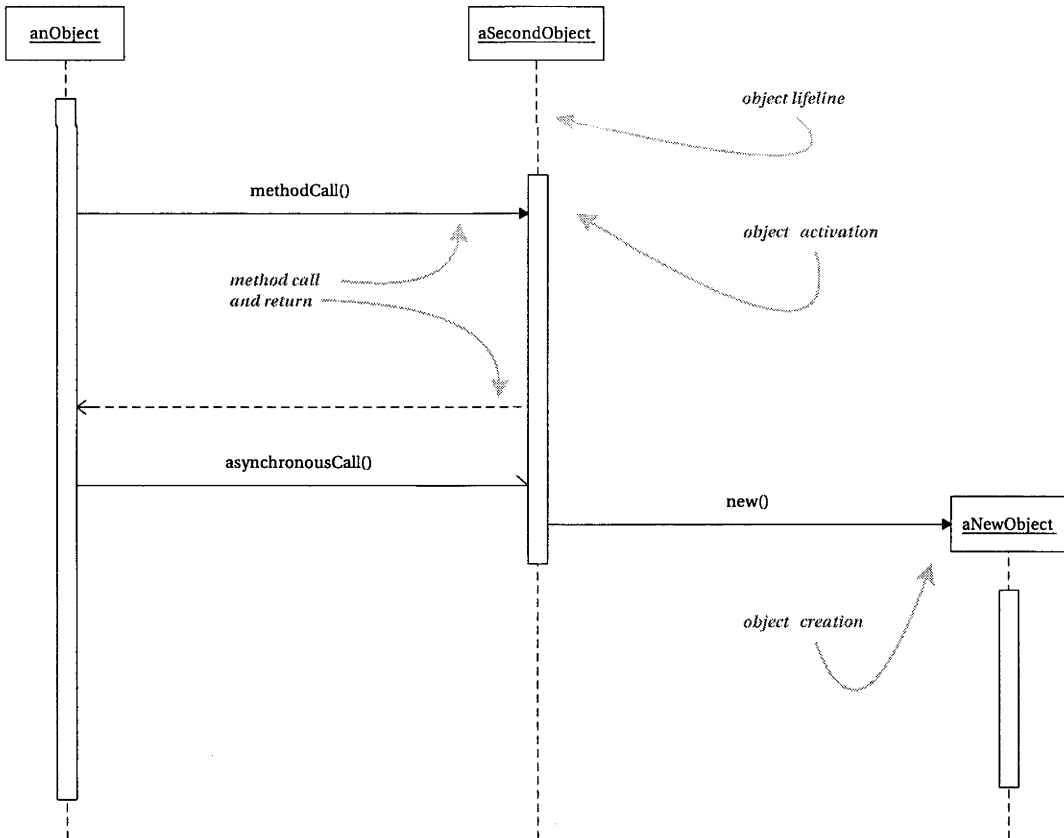 anObject
aSecondObject
object lifeline
methodCall()
object activation
method call
and return
asynchronousCall()
new()
aNewObject
object creation